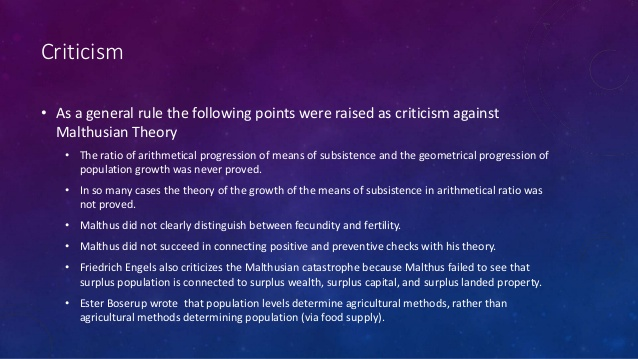 Criticism
• As a general rule the following points were raised as criticism against
Malthusian Theory
• The ratio of arithmetical progression of means of subsistence and the geometrical progression of
population growth was never proved.
• In so many cases the theory of the growth of the means of subsistence in arithmetical ratio was
not proved.
• Malthus did not clearly distinguish between fecundity and fertility.
• Malthus did not succeed in connecting positive and preventive checks with his theory.
• Friedrich Engels also criticizes the Malthusian catastrophe because Malthus failed to see that
surplus population is connected to surplus wealth, surplus capital, and surplus landed property.
• Ester Boserup wrote that population levels determine agricultural methods, rather than
agricultural methods determining population (via food supply).